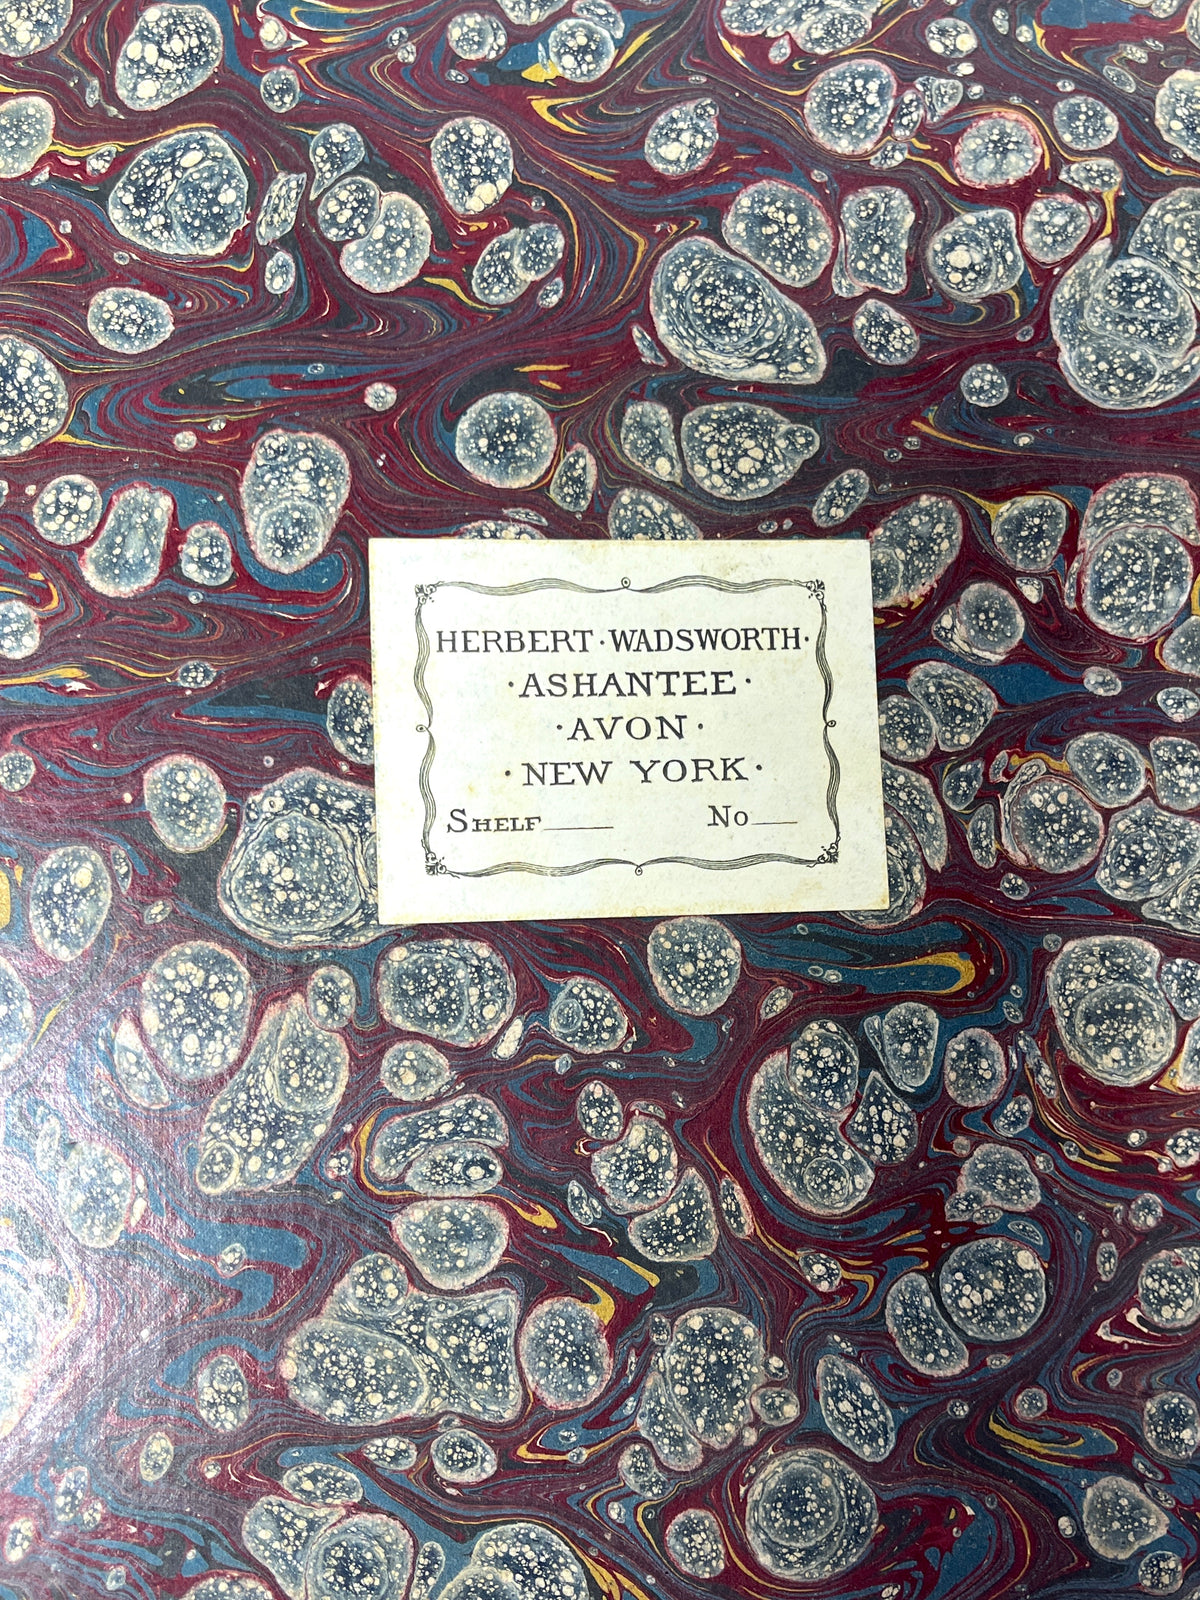 HERBERT·WADSWORTH·
·ASHANTEE·
·AVON·
·NEW YORK·
SHELF____ No____